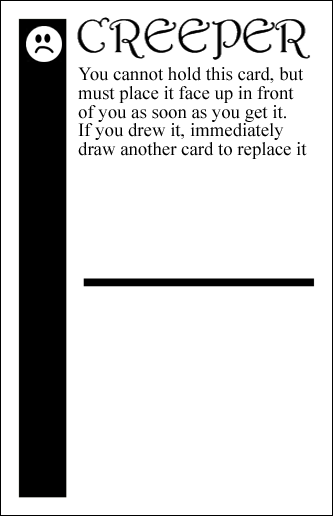 CREEPER
You cannot hold this card, but
must place it face up in front
of you as soon as you get it.
If you drew it, immediately
draw another card to replace it